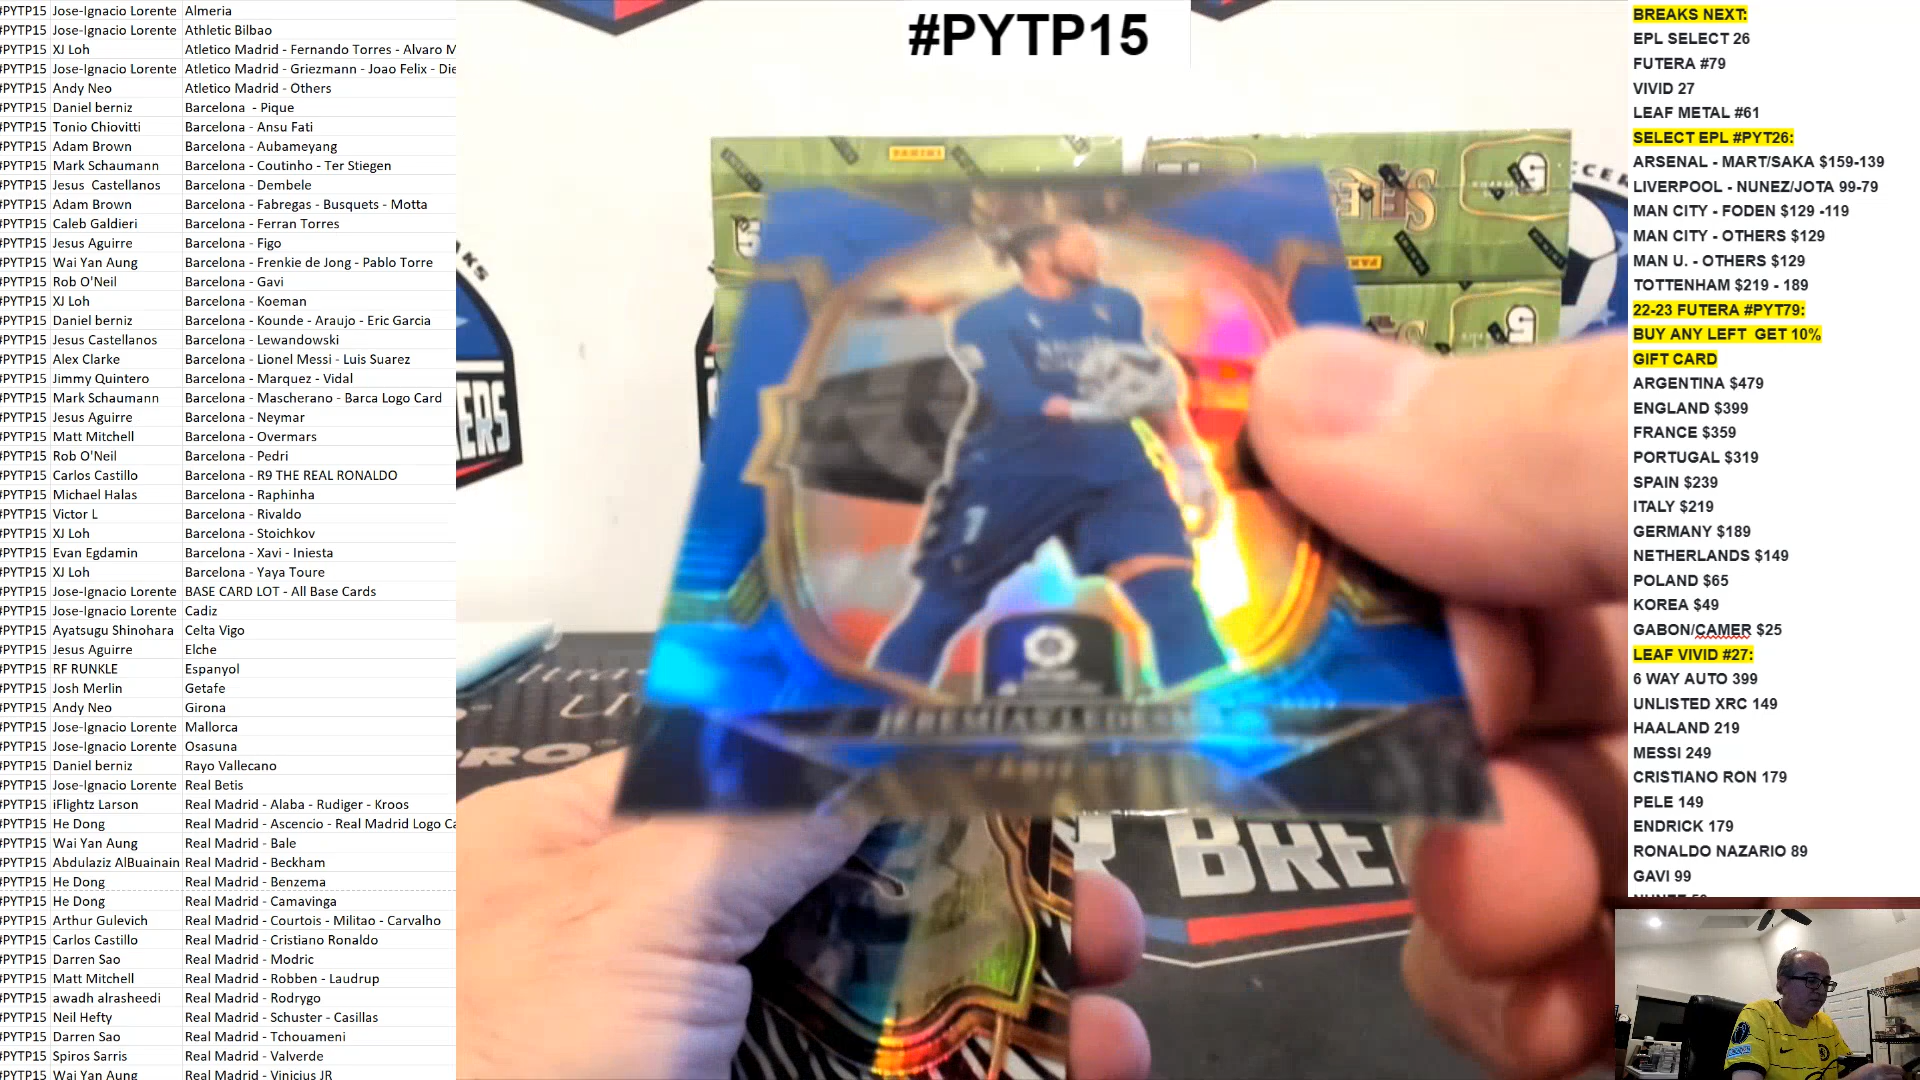 #PYTP15 Jose-Ignacio Lorente Almeria
#PYTP15 Jose-Ignacio Lorente Athletic Bilbao
#PYTP15 XJ Loh Atletico Madrid - Fernando Torres - Alvaro M
#PYTP15 Jose-Ignacio Lorente Atletico Madrid - Griezmann - Joao Felix - Die
#PYTP15 Andy Neo Atletico Madrid - Others
#PYTP15 Daniel berniz Barcelona - Pique
#PYTP15 Tonio Chiovitti Barcelona - Ansu Fati
#PYTP15 Adam Brown Barcelona - Aubameyang
#PYTP15 Mark Schaumann Barcelona - Coutinho - Ter Stiegen
#PYTP15 Jesus Castellanos Barcelona - Dembele
#PYTP15 Adam Brown Barcelona - Fabregas - Busquets - Motta
#PYTP15 Caleb Galdieri Barcelona - Ferran Torres
#PYTP15 Jesus Aguirre Barcelona - Figo
#PYTP15 Wai Yan Aung Barcelona - Frenkie de Jong - Pablo Torre
#PYTP15 Rob O'Neil Barcelona - Gavi
#PYTP15 XJ Loh Barcelona - Koeman
#PYTP15 Daniel berniz Barcelona - Kounde - Araujo - Eric Garcia
#PYTP15 Jesus Castellanos Barcelona - Lewandowski
#PYTP15 Alex Clarke Barcelona - Lionel Messi - Luis Suarez
#PYTP15 Jimmy Quintero Barcelona - Marquez - Vidal
#PYTP15 Mark Schaumann Barcelona - Mascherano - Barca Logo Card
#PYTP15 Jesus Aguirre Barcelona - Neymar
#PYTP15 Matt Mitchell Barcelona - Overmars
#PYTP15 Rob O'Neil Barcelona - Pedri
#PYTP15 Carlos Castillo Barcelona - R9 THE REAL RONALDO
#PYTP15 Michael Halas Barcelona - Raphinha
#PYTP15 Victor L Barcelona - Rivaldo
#PYTP15 XJ Loh Barcelona - Stoichkov
#PYTP15 Evan Egdamin Barcelona - Xavi - Iniesta
#PYTP15 XJ Loh Barcelona - Yaya Toure
#PYTP15 Jose-Ignacio Lorente BASE CARD LOT - All Base Cards
#PYTP15 Jose-Ignacio Lorente Cadiz
#PYTP15 Ayatsugu Shinohara Celta Vigo
#PYTP15 Jesus Aguirre Elche
#PYTP15 RF RUNKLE Espanyol
#PYTP15 Josh Merlin Getafe
#PYTP15 Andy Neo Girona
#PYTP15 Jose-Ignacio Lorente Mallorca
#PYTP15 Jose-Ignacio Lorente Osasuna
#PYTP15 Daniel berniz Rayo Vallecano
#PYTP15 Jose-Ignacio Lorente Real Betis
#PYTP15 iFlightz Larson Real Madrid - Alaba - Rudiger - Kroos
#PYTP15 He Dong Real Madrid - Ascencio - Real Madrid Logo Ca
#PYTP15 Wai Yan Aung Real Madrid - Bale
#PYTP15 Abdulaziz AlBuainain Real Madrid - Beckham
#PYTP15 He Dong Real Madrid - Benzema
#PYTP15 He Dong Real Madrid - Camavinga
#PYTP15 Arthur Gulevich Real Madrid - Courtois - Militao - Carvalho
#PYTP15 Carlos Castillo Real Madrid - Cristiano Ronaldo
#PYTP15 Darren Sao Real Madrid - Modric
#PYTP15 Matt Mitchell Real Madrid - Robben - Laudrup
#PYTP15 awadh alrasheedi Real Madrid - Rodrygo
#PYTP15 Neil Hefty Real Madrid - Schuster - Casillas
#PYTP15 Darren Sao Real Madrid - Tchouameni
#PYTP15 Spiros Sarris Real Madrid - Valverde
#PYTP15 Wai Yan Aung Real Madrid - Vinicius JR
#PYTP15
PANINI
1
JEREMIAS LEDESMA
BRE
ERS
PRO
BREAKS NEXT:
EPL SELECT 26
FUTERA #79
VIVID 27
LEAF METAL #61
SELECT EPL #PYT26:
ARSENAL - MART/SAKA $159-139
LIVERPOOL - NUNEZ/JOTA 99-79
MAN CITY - FODEN $129 -119
MAN CITY - OTHERS $129
MAN U. - OTHERS $129
TOTTENHAM $219 - 189
22-23 FUTERA #PYT79:
BUY ANY LEFT GET 10%
GIFT CARD
ARGENTINA $479
ENGLAND $399
FRANCE $359
PORTUGAL $319
SPAIN $239
ITALY $219
GERMANY $189
NETHERLANDS $149
POLAND $65
KOREA $49
GABON/CAMER $25
LEAF VIVID #27:
6 WAY AUTO 399
UNLISTED XRC 149
HAALAND 219
MESSI 249
CRISTIANO RON 179
PELE 149
ENDRICK 179
RONALDO NAZARIO 89
GAVI 99